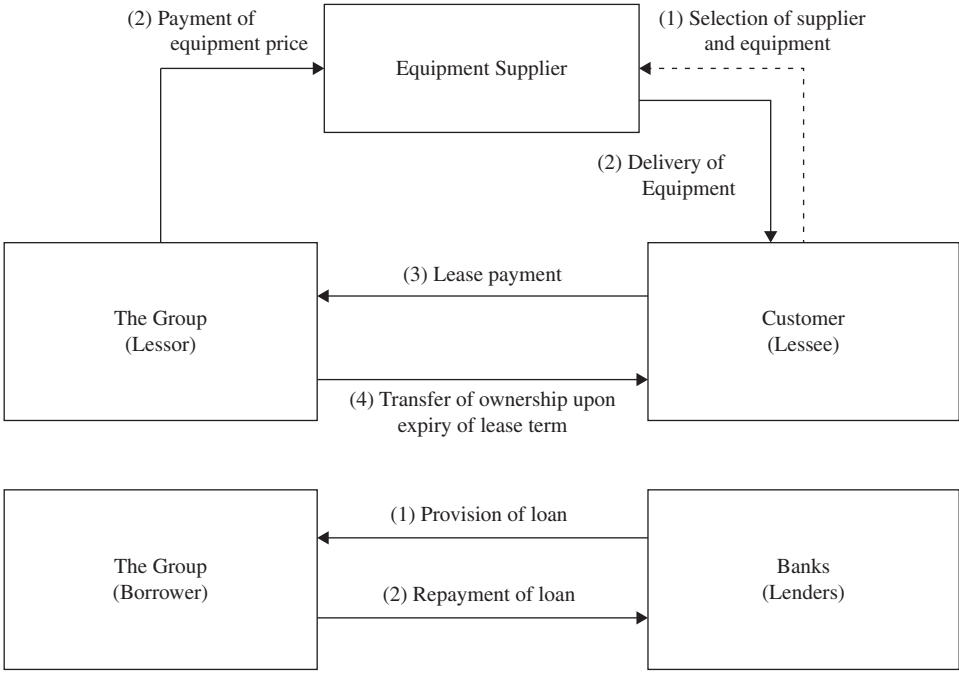 (2) Payment of
equipment price
(1) Selection of supplier
and equipment
Equipment Supplier
(2) Delivery of
Equipment
The Group
(Lessor)
(3) Lease payment
(4) Transfer of ownership upon
expiry of lease term
Customer
(Lessee)
The Group
(Borrower)
(1) Provision of loan
(2) Repayment of loan
Banks
(Lenders)